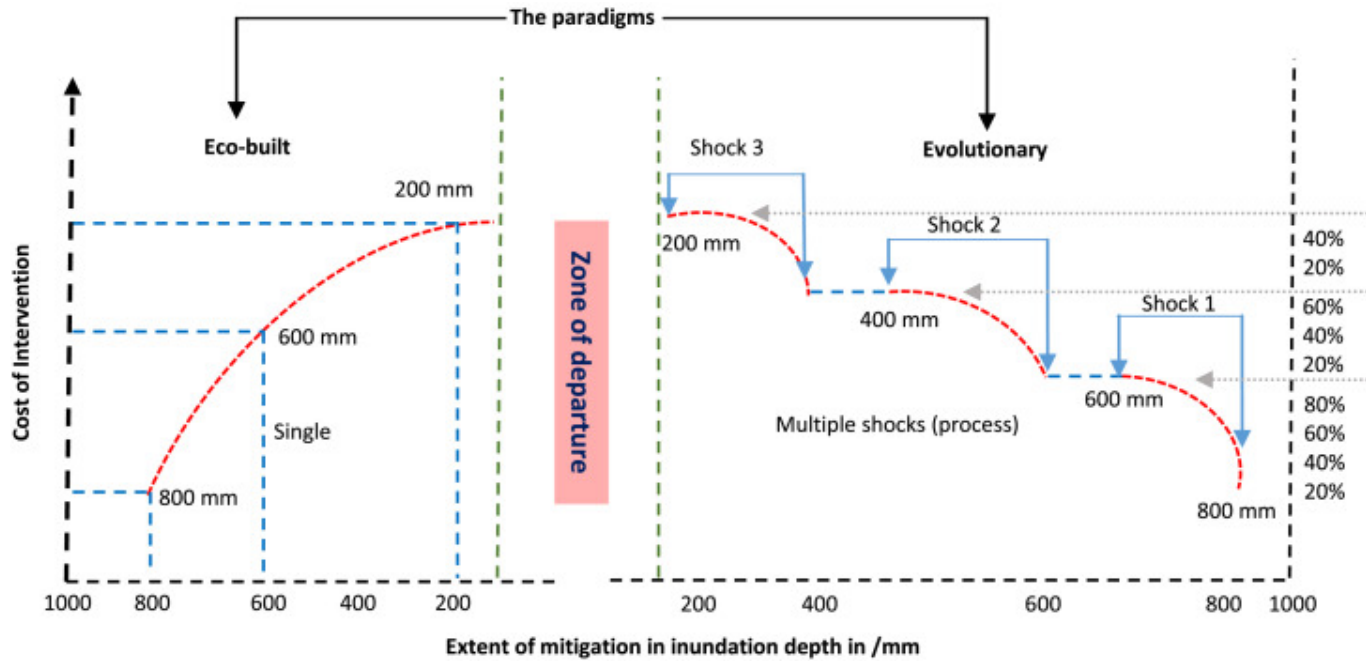 The paradigms
Eco-built
Evolutionary
Shock 3
200 mm
Shock 2
200 mm
40%
20%
400 mm
Shock 1
60%
40%
20%
600 mm
600 mm
Single
Multiple shocks (process)
80%
60%
40%
20%
800 mm
800 mm
Zone of departure
Cost of Intervention
1000 800 600 400 200 200 400 600 800 1000
Extent of mitigation in inundation depth in /mm